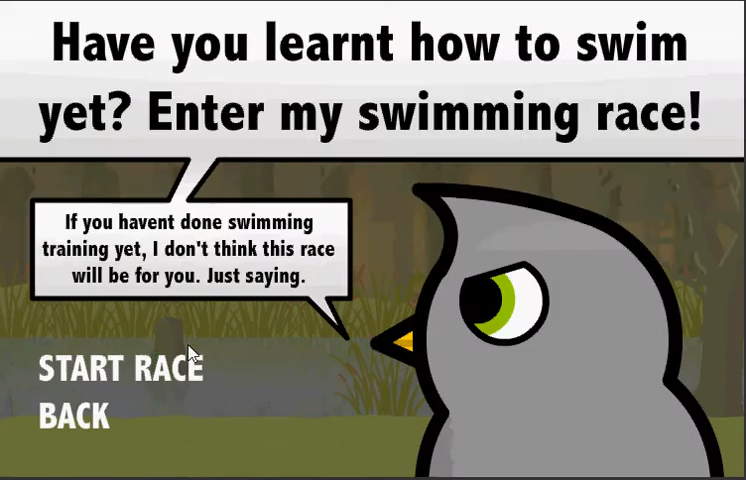 Have you learnt how to swim
yet? Enter my swimming race!
If you havent done swimming
training yet, I don't think this race
will be for you. Just saying.
START RACE
BACK